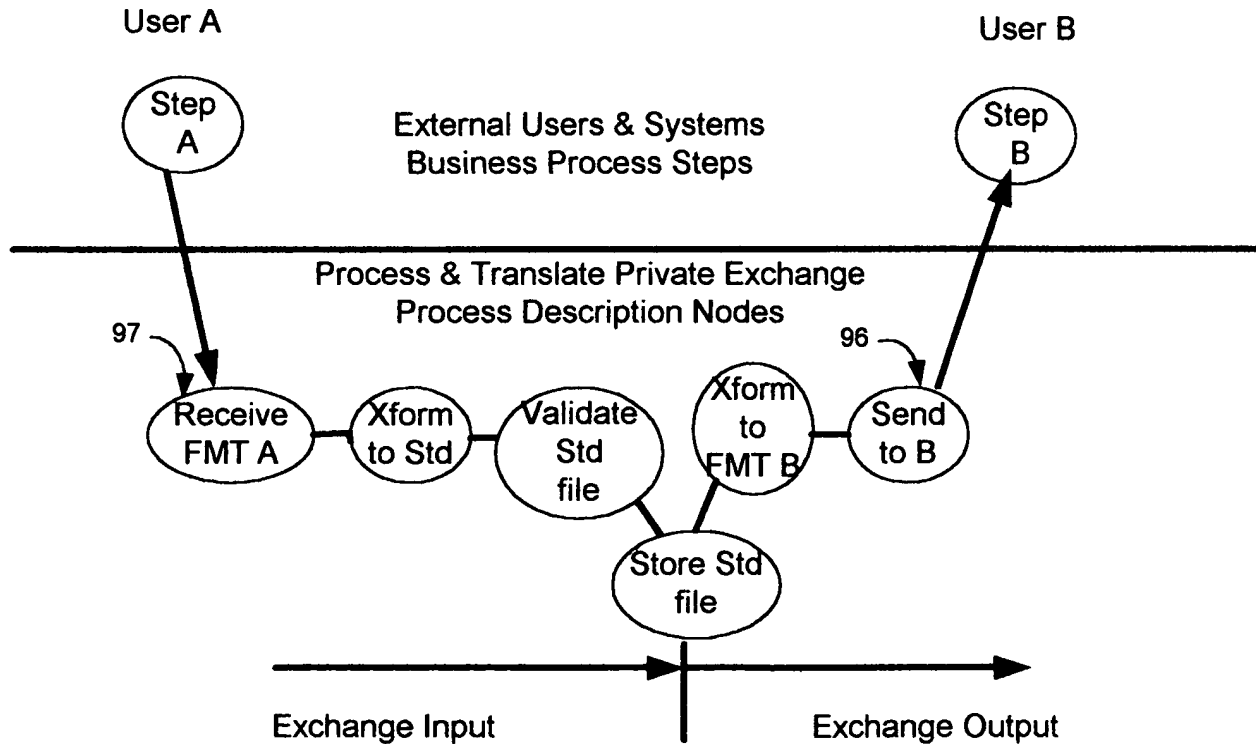 User A
User B
Step
A
External Users & Systems
Business Process Steps
Step
B
Process & Translate Private Exchange
Process Description Nodes
97
96
Receive
FMT A
Xform
to Std
Validate
Std
file
Store Std
file
Xform
to
FMT B
Send
to B
Exchange Input
Exchange Output